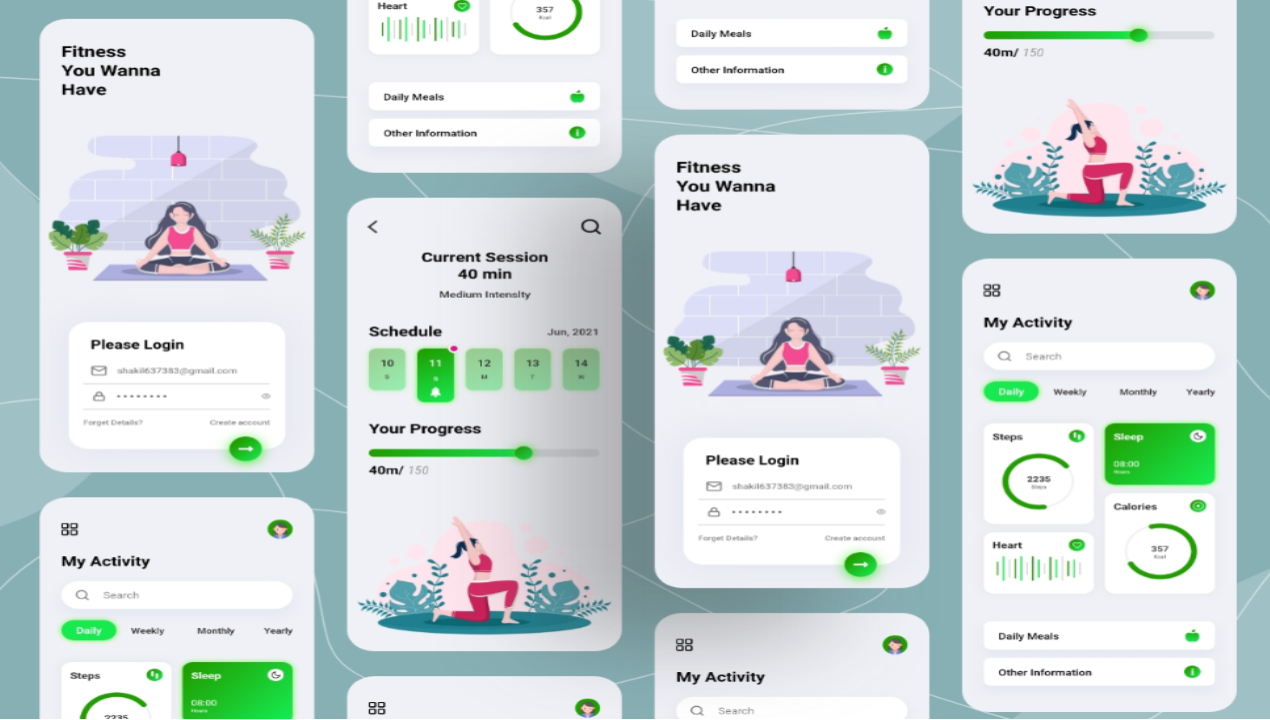 Fitness
You Wanna
Have
Please Login
shakil637383@gmail.com
Forget Details?
Create account
My Activity
Search
Daily
Weekly
Monthly
Yearly
Steps
2235
Sleep
08:00
Hours
Heart
357
Kcal
Daily Meals
Other Information
Current Session
40 min
Medium Intensity
Schedule
Jun, 2021
10
11
12
13
14
S
S
M
T
W
Your Progress
40m/ 150
Daily Meals
Other Information
Fitness
You Wanna
Have
Please Login
shakil637383@gmail.com
Forget Details?
Create account
My Activity
Search
Your Progress
40m/ 150
My Activity
Search
Daily
Weekly
Monthly
Yearly
Steps
2235
Steps
Sleep
08:00
Hours
Calories
357
Kcal
Heart
Daily Meals
Other Information